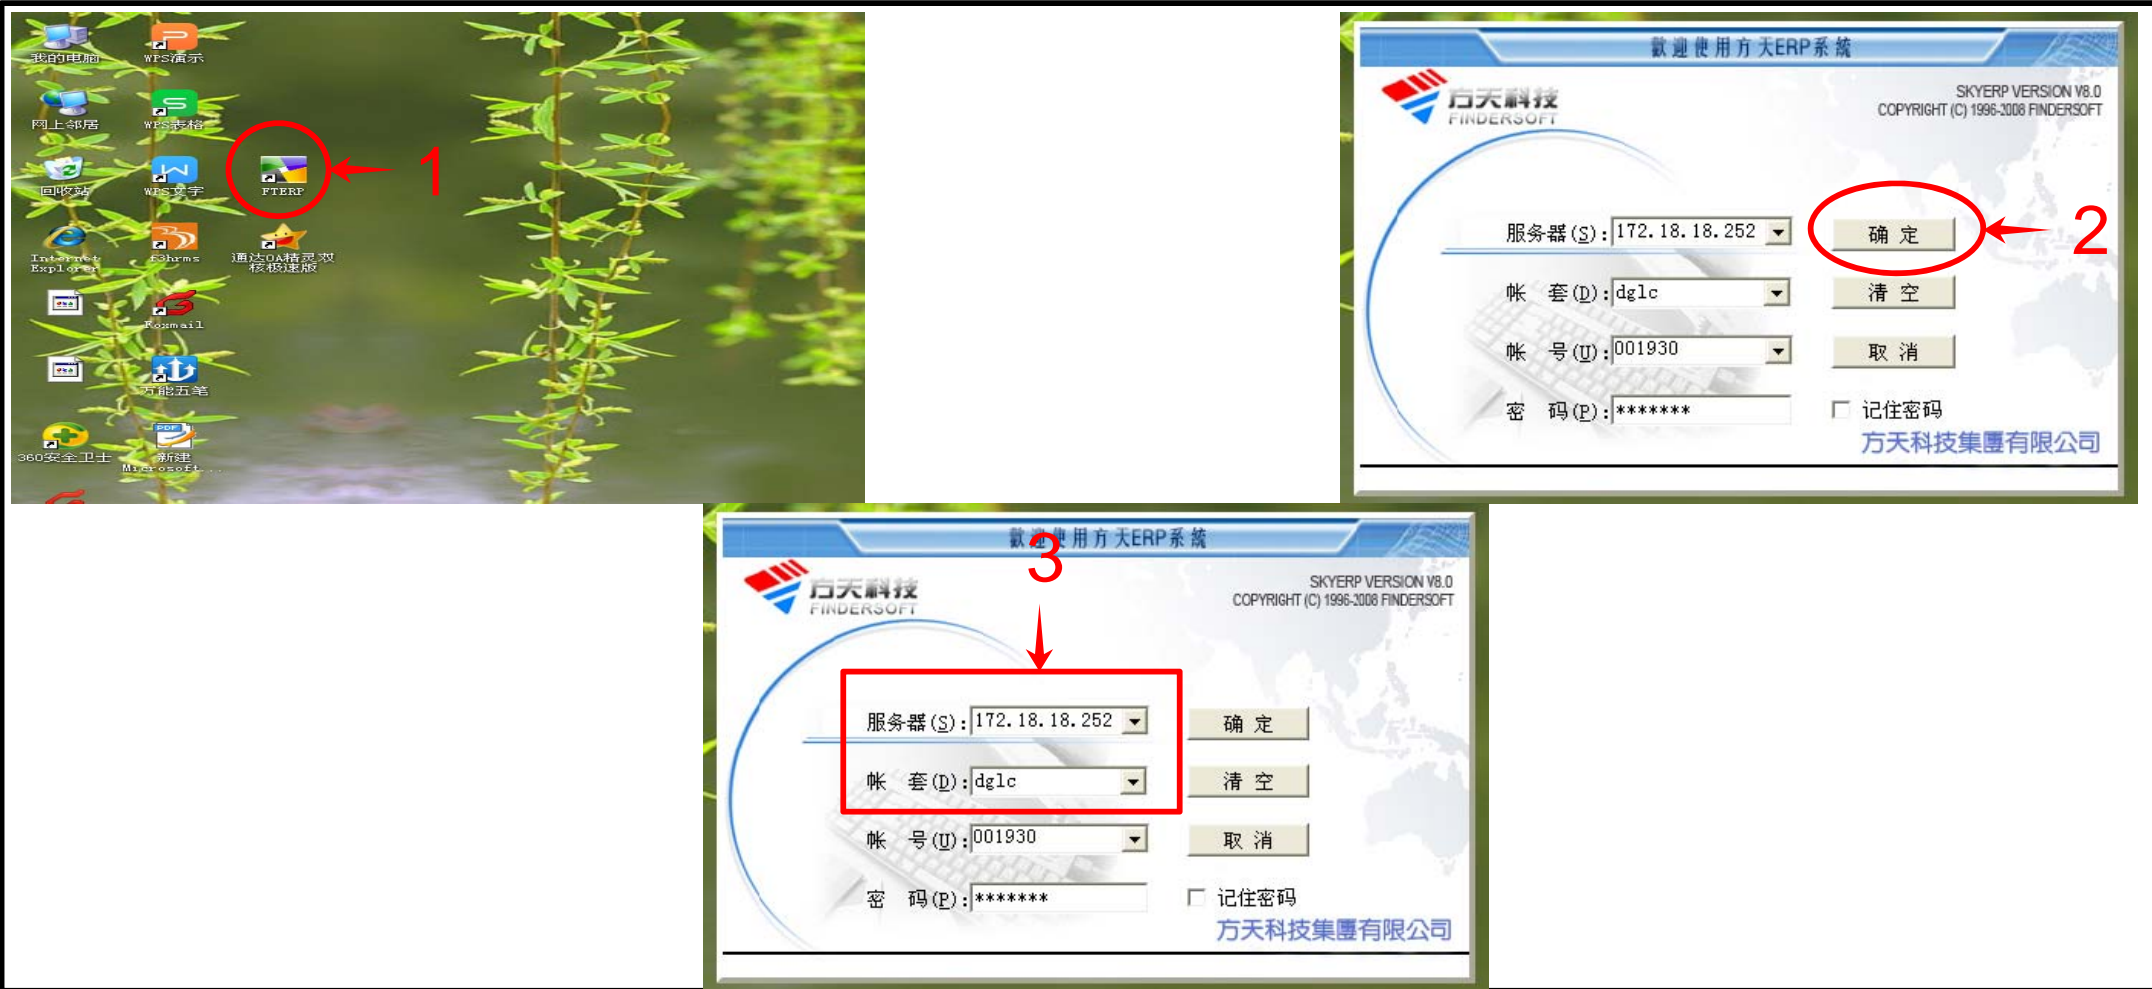 我的电脑
WPS演示
网上邻居
WPS表格
回收站
WPS文字
FTERP
1
Internet
Explorer
f3hrms
通达OA精灵双
核极速版
Foxmail
万能五笔
360安全卫士
PDF
新建
Microsoft...
歡迎使用方天ERP系統
方天科技
FINDERSOFT
SKYERP VERSION V8.0
COPYRIGHT (C) 1996-2008 FINDERSOFT
服务器(S): 172.18.18.252
确 定
2
帐 套(D): dglc
清 空
帐 号(U): 001930
取 消
密 码(P): *******
记住密码
方天科技集團有限公司
歡迎使用方天ERP系統
3
方天科技
FINDERSOFT
SKYERP VERSION V8.0
COPYRIGHT (C) 1996-2008 FINDERSOFT
服务器(S): 172.18.18.252
确 定
帐 套(D): dglc
清 空
帐 号(U): 001930
取 消
密 码(P): *******
记住密码
方天科技集團有限公司